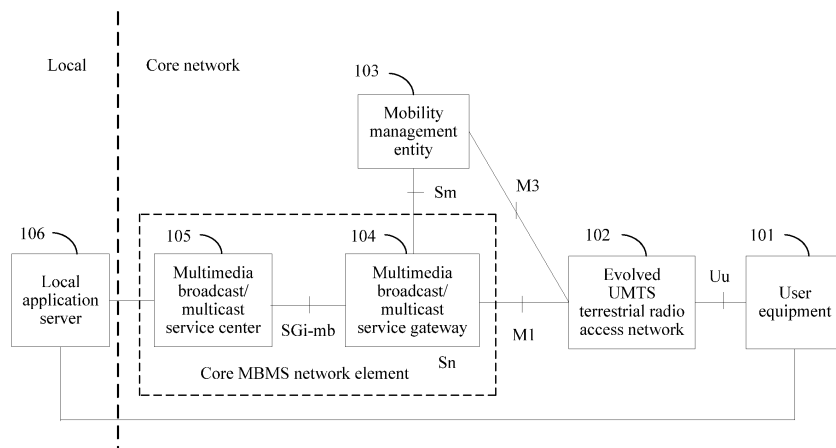 Local
Core network
103
Mobility
management
entity
Sm
M3
106
Local
application
server
105
Multimedia
broadcast/
multicast
service center
SGi-mb
104
Multimedia
broadcast/
multicast
service gateway
Sn
Core MBMS network element
M1
102
Evolved
UMTS
terrestrial radio
access network
Uu
101
User
equipment